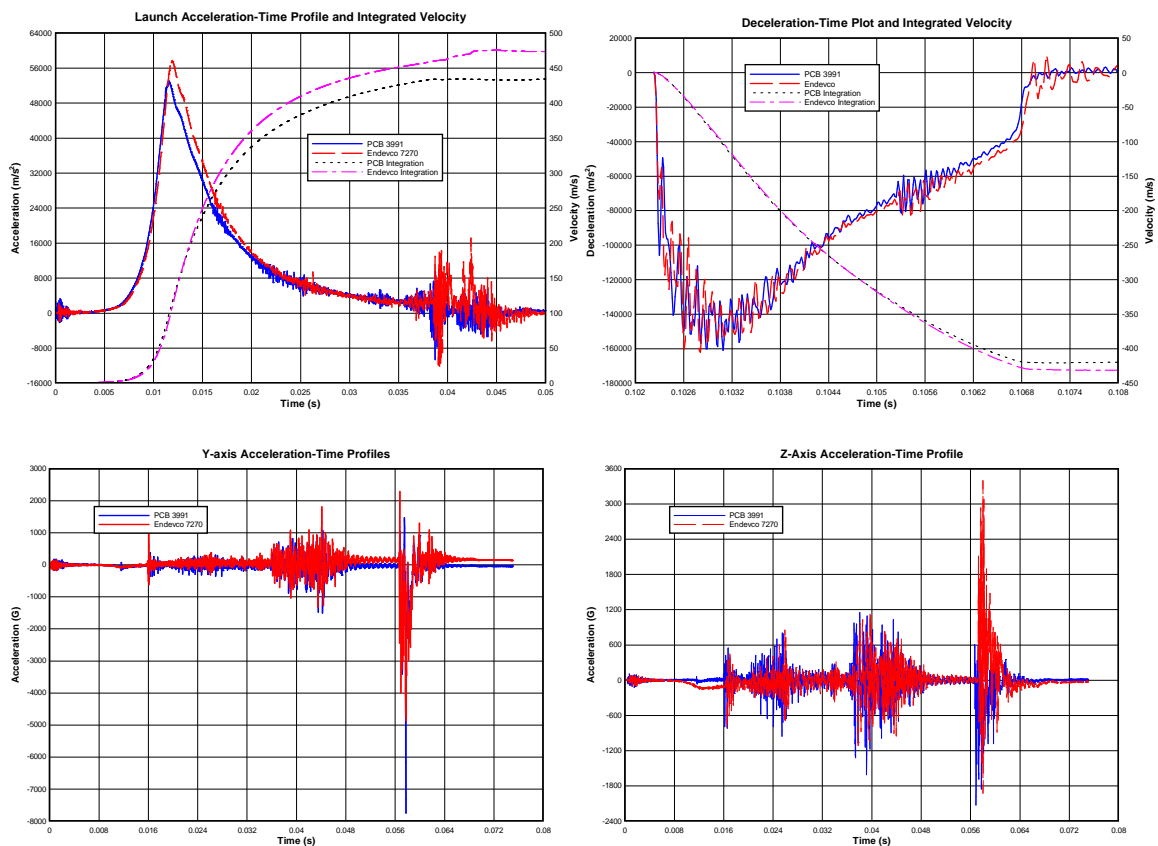 Launch Acceleration-Time Profile and Integrated Velocity
64000
56000
48000
40000
32000
24000
16000
8000
0
-8000
-16000
Acceleration (m/s²)
500
450
400
350
300
250
200
150
100
50
0
Velocity (m/s)
PCB 3991
Endevco 7270
PCB Integration
Endevco Integration
0 0.005 0.01 0.015 0.02 0.025 0.03 0.035 0.04 0.045 0.05
Time (s)
Deceleration-Time Plot and Integrated Velocity
20000
0
-20000
-40000
-60000
-80000
-100000
-120000
-140000
-160000
-180000
Deceleration (m/s²)
50
0
-50
-100
-150
-200
-250
-300
-350
-400
-450
Velocity (m/s)
PCB 3991
Endevco
PCB Integration
Endevco Integration
0.102 0.1026 0.1032 0.1038 0.1044 0.105 0.1056 0.1062 0.1068 0.1074 0.108
Time (s)
Y-axis Acceleration-Time Profiles
3000
2000
1000
0
-1000
-2000
-3000
-4000
-5000
-6000
-7000
-8000
Acceleration (G)
PCB 3991
Endevco 7270
0 0.008 0.016 0.024 0.032 0.04 0.048 0.056 0.064 0.072 0.08
Time (s)
Z-Axis Acceleration-Time Profile
3600
3000
2400
1800
1200
600
0
-600
-1200
-1800
-2400
Acceleration (G)
PCB 3991
Endevco 7270
0 0.008 0.016 0.024 0.032 0.04 0.048 0.056 0.064 0.072 0.08
Time (s)